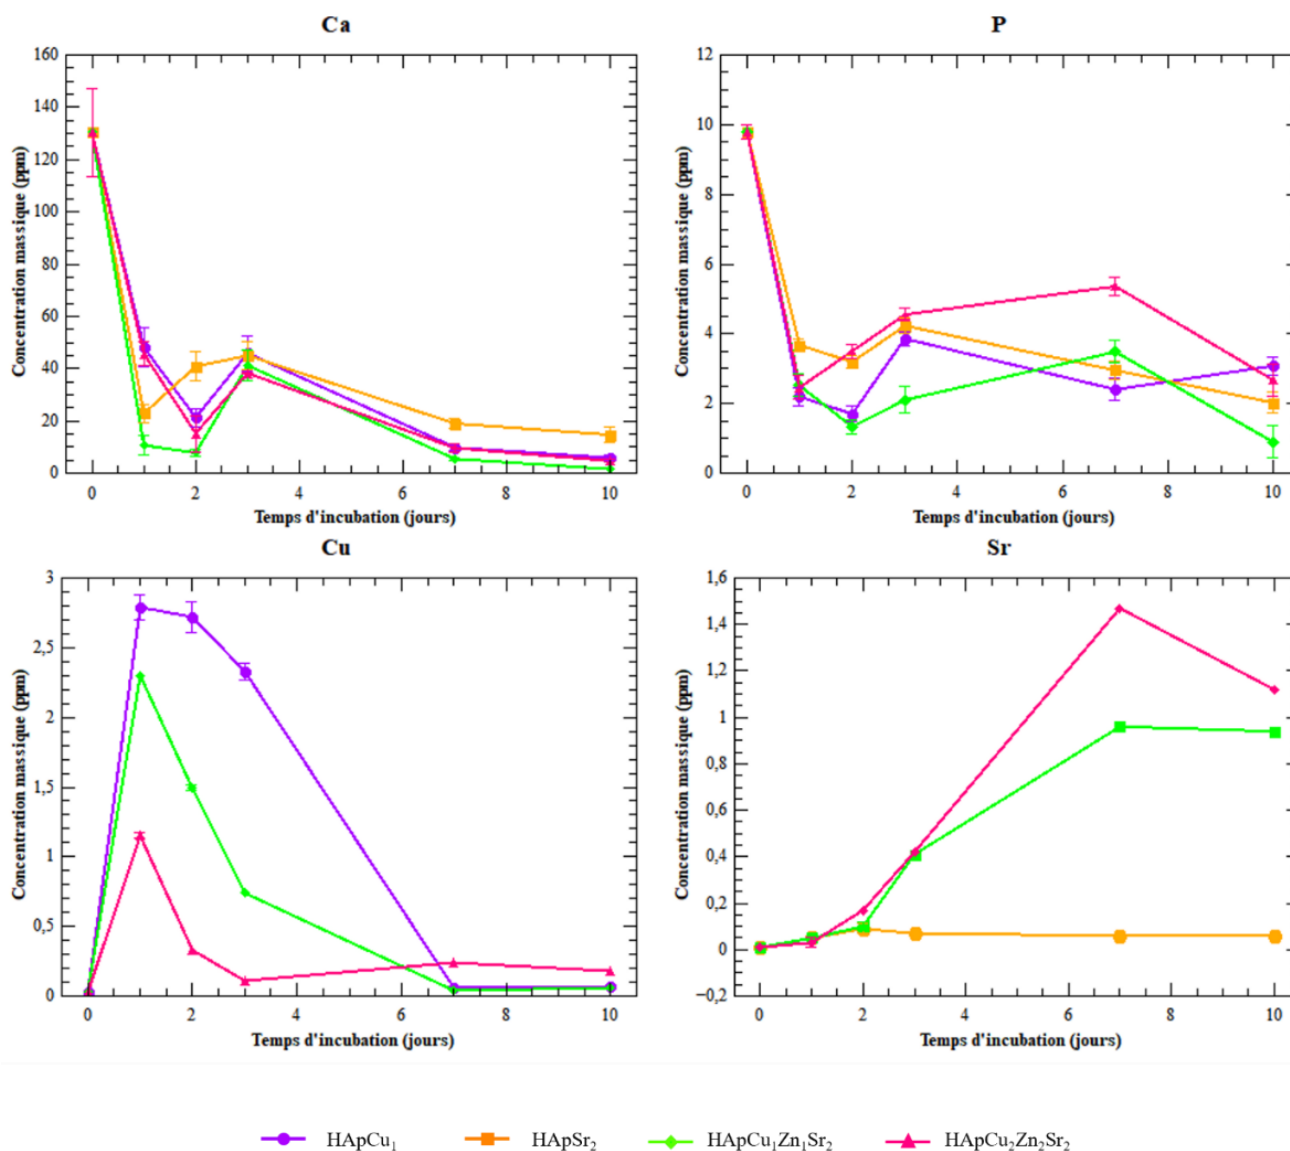 Ca
P
Concentration massique (ppm)
160
140
120
100
80
60
40
20
0
0 2 4 6 8 10
Temps d'incubation (jours)
Concentration massique (ppm)
12
10
8
6
4
2
0
0 2 4 6 8 10
Temps d'incubation (jours)
Cu
Sr
Concentration massique (ppm)
3
2,5
2
1,5
1
0,5
0
0 2 4 6 8 10
Temps d'incubation (jours)
Concentration massique (ppm)
1,6
1,4
1,2
1
0,8
0,6
0,4
0,2
0
−0,2
0 2 4 6 8 10
Temps d'incubation (jours)
HApCu₁ HApSr₂ HApCu₁Zn₁Sr₂ HApCu₂Zn₂Sr₂